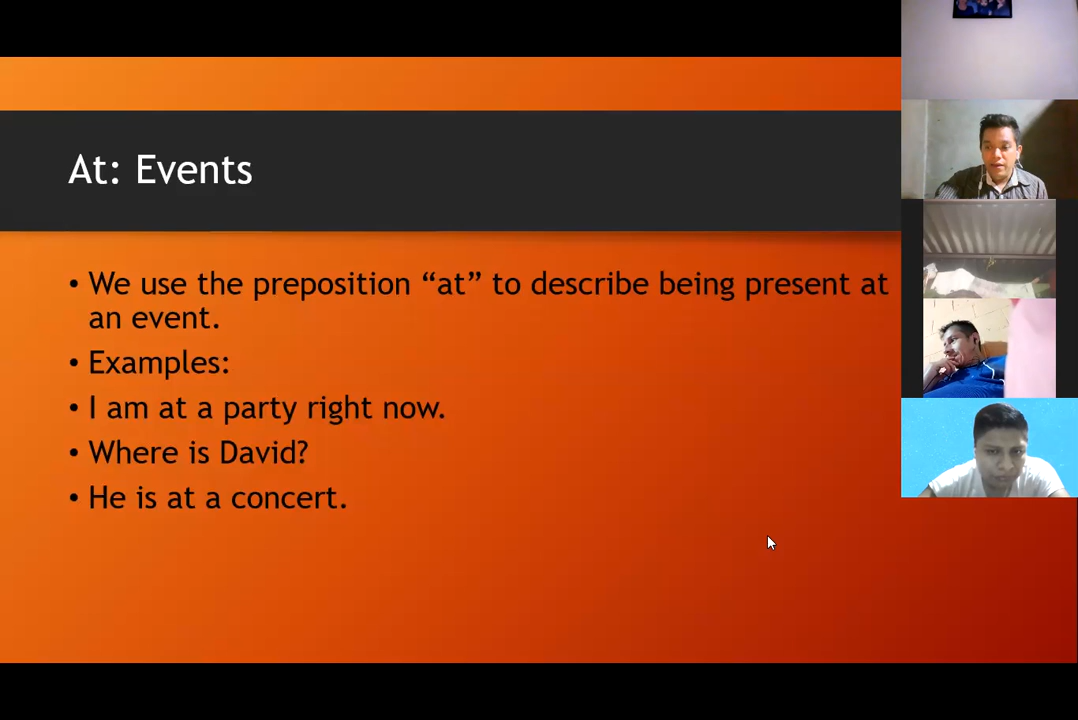 At: Events
• We use the preposition “at” to describe being present at
an event.
• Examples:
• I am at a party right now.
• Where is David?
• He is at a concert.